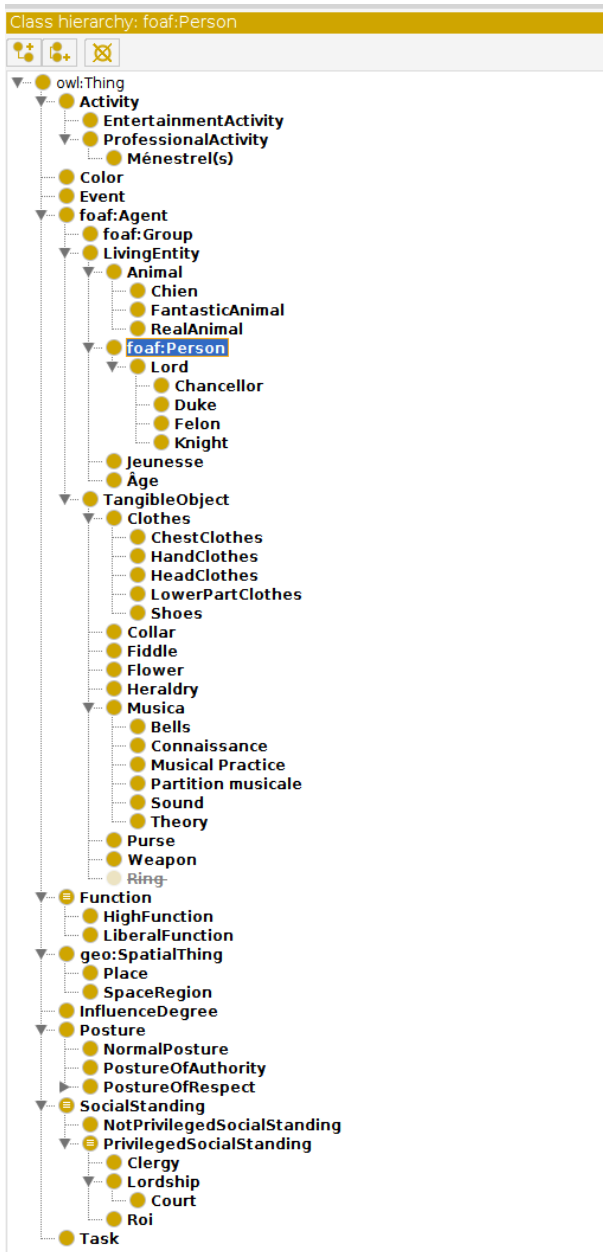 Class hierarchy: foaf:Person
owl:Thing
Activity
EntertainmentActivity
ProfessionalActivity
Ménestrel(s)
Color
Event
foaf:Agent
foaf:Group
LivingEntity
Animal
Chien
FantasticAnimal
RealAnimal
foaf:Person
Lord
Chancellor
Duke
Felon
Knight
Jeunesse
Âge
TangibleObject
Clothes
ChestClothes
HandClothes
HeadClothes
LowerPartClothes
Shoes
Collar
Fiddle
Flower
Heraldry
Musica
Bells
Connaissance
Musical Practice
Partition musicale
Sound
Theory
Purse
Weapon
Ring
Function
HighFunction
LiberalFunction
geo:SpatialThing
Place
SpaceRegion
InfluenceDegree
Posture
NormalPosture
PostureOfAuthority
PostureOfRespect
SocialStanding
NotPrivilegedSocialStanding
PrivilegedSocialStanding
Clergy
Lordship
Court
Roi
Task